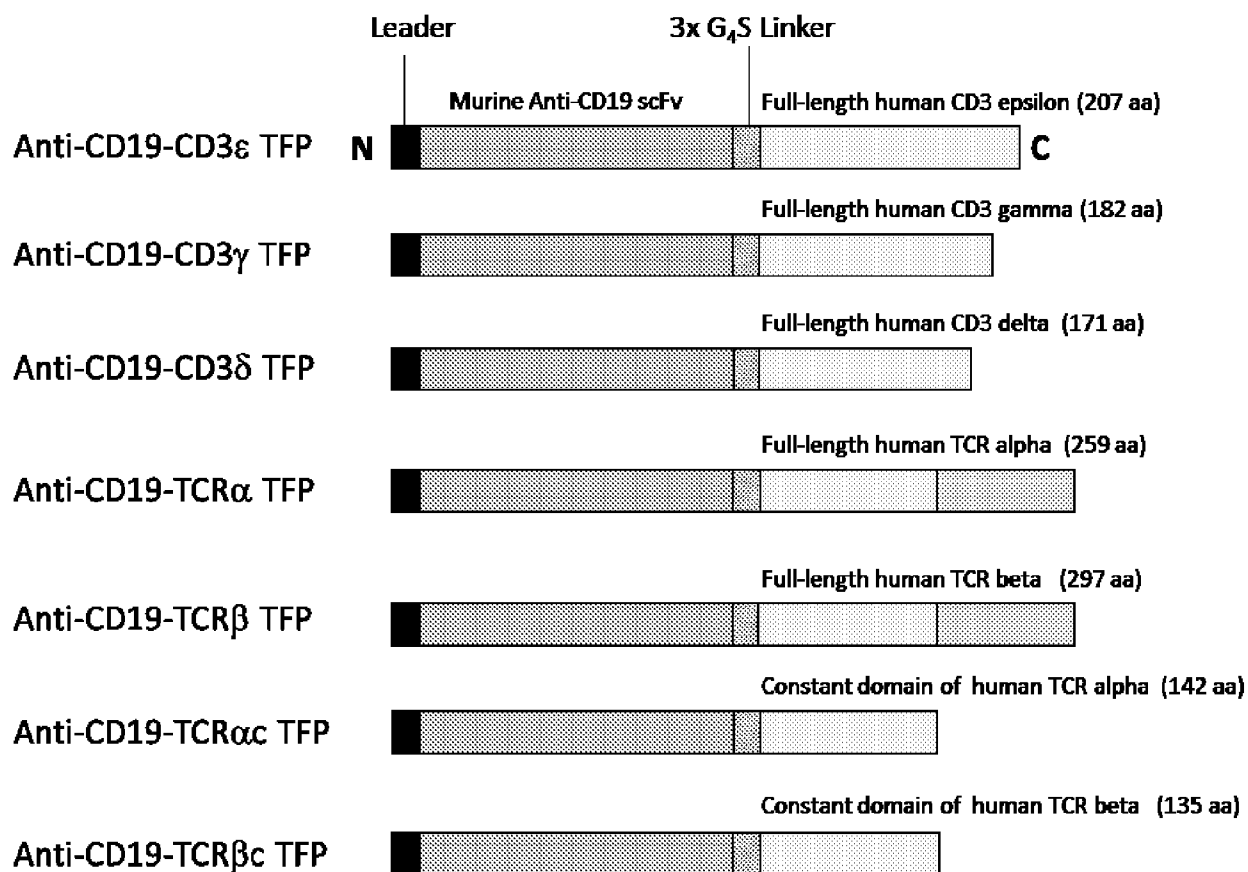 Leader 3x G₄S Linker
Murine Anti-CD19 scFv Full-length human CD3 epsilon (207 aa)
Anti-CD19-CD3ε TFP N C
Full-length human CD3 gamma (182 aa)
Anti-CD19-CD3γ TFP
Full-length human CD3 delta (171 aa)
Anti-CD19-CD3δ TFP
Full-length human TCR alpha (259 aa)
Anti-CD19-TCRα TFP
Full-length human TCR beta (297 aa)
Anti-CD19-TCRβ TFP
Constant domain of human TCR alpha (142 aa)
Anti-CD19-TCRαc TFP
Constant domain of human TCR beta (135 aa)
Anti-CD19-TCRβc TFP